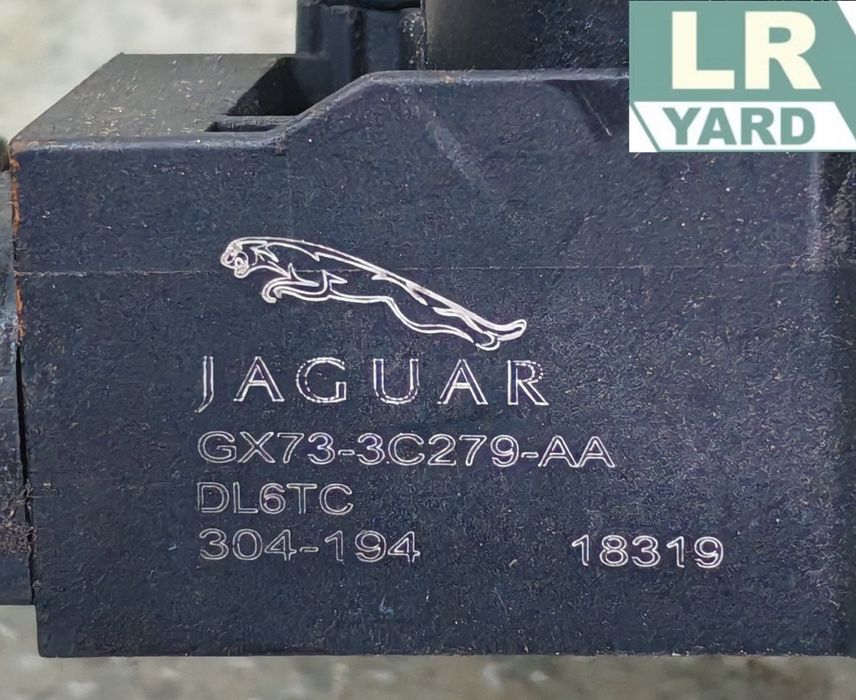 LR
YARD
JAGUAR
GX73-3C279-AA
DL6TC
304-194 18319